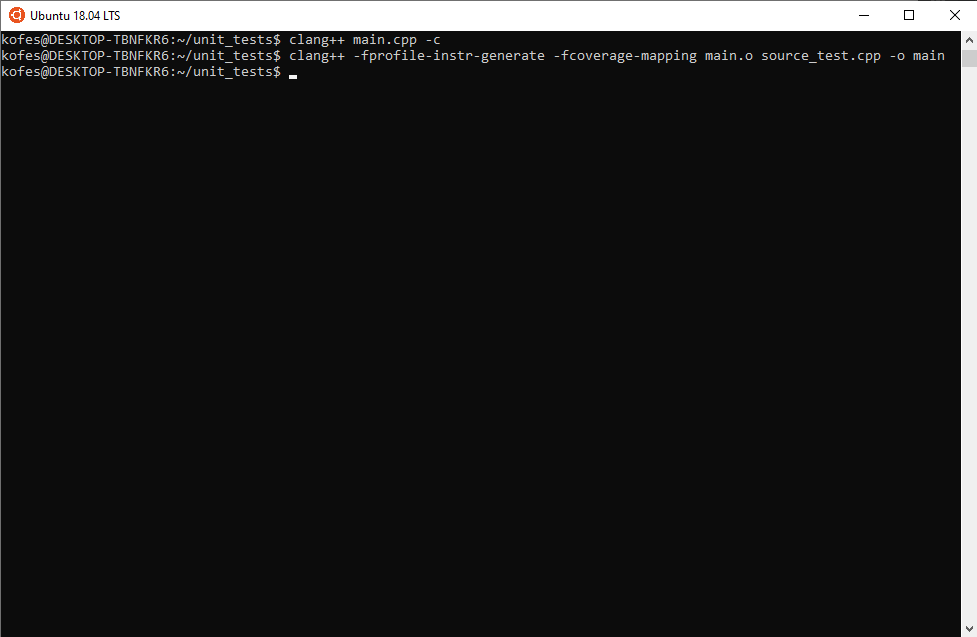 Ubuntu 18.04 LTS
kofes@DESKTOP-TBNFKR6:~/unit_tests$ clang++ main.cpp -c
kofes@DESKTOP-TBNFKR6:~/unit_tests$ clang++ -fprofile-instr-generate -fcoverage-mapping main.o source_test.cpp -o main
kofes@DESKTOP-TBNFKR6:~/unit_tests$